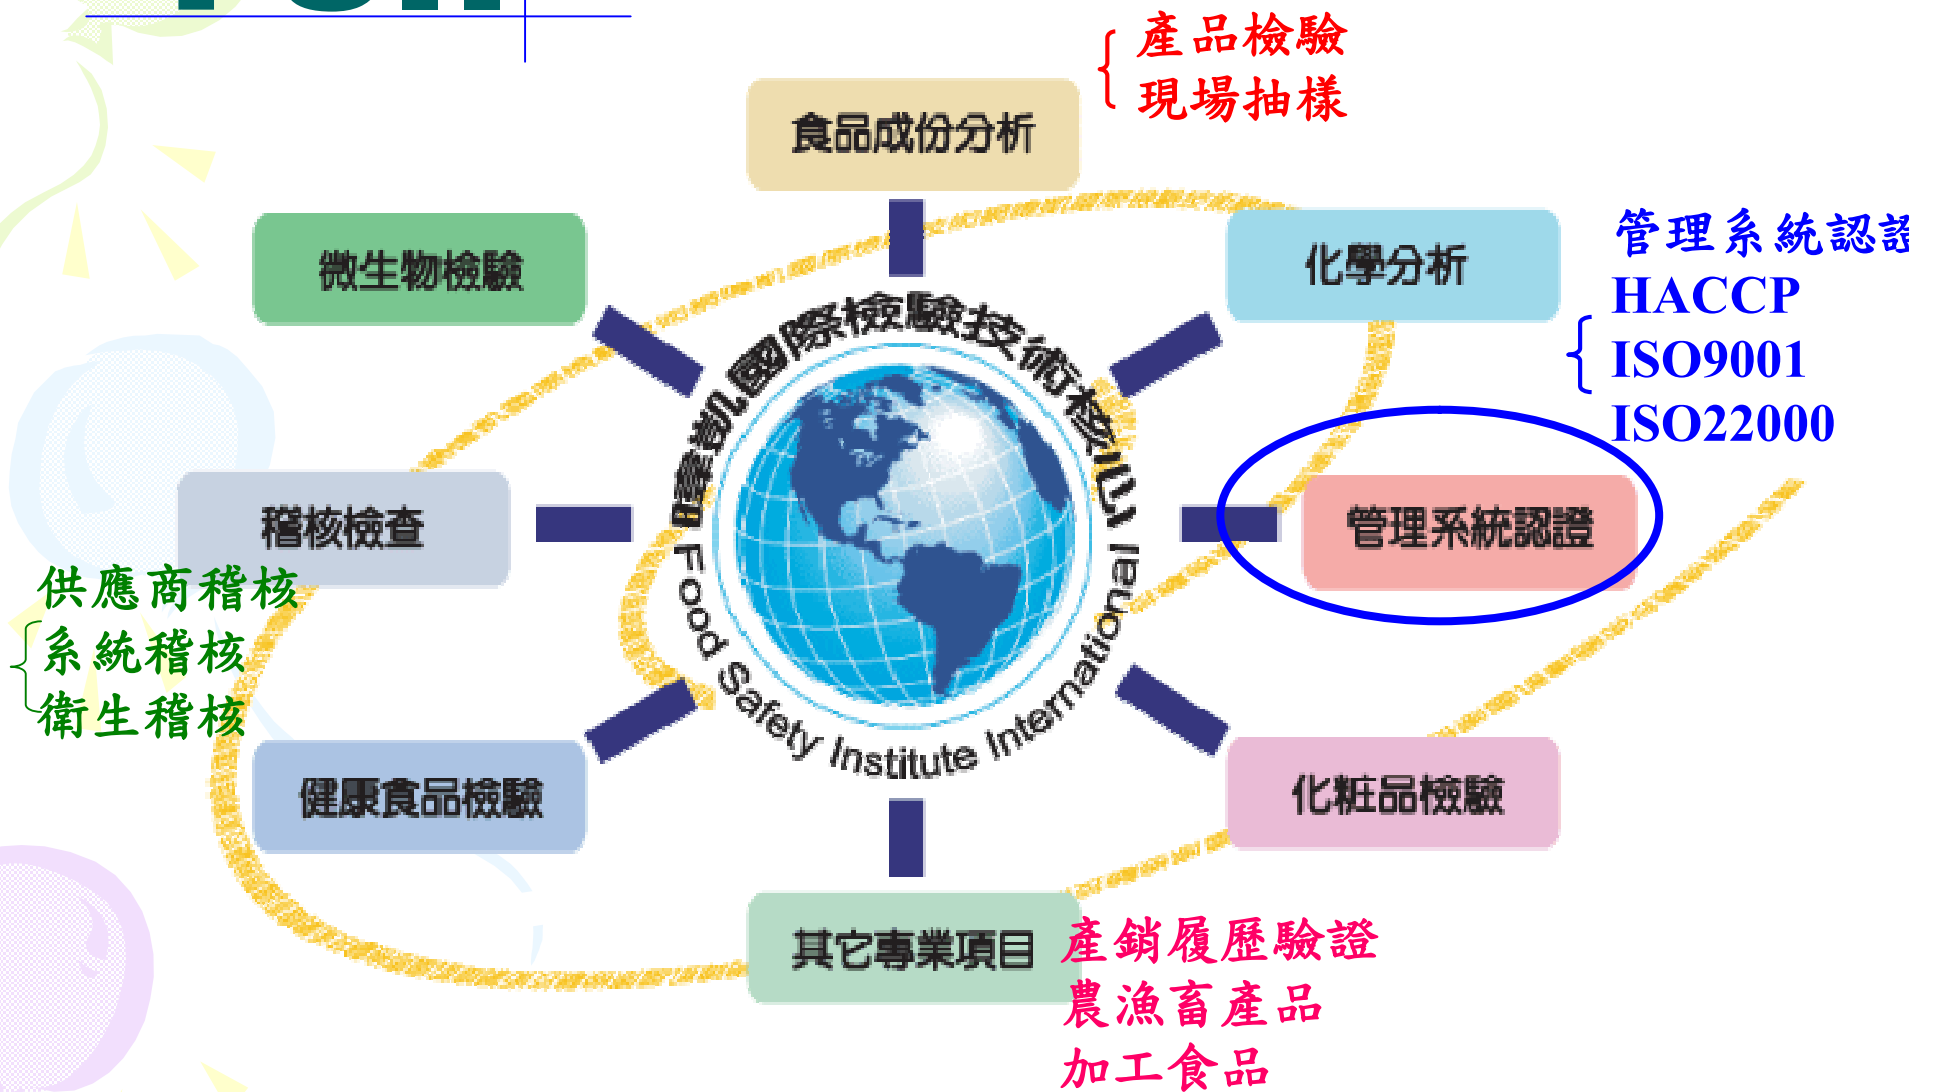 產品檢驗
現場抽樣
食品成份分析
微生物檢驗
化學分析
管理系統認證
HACCP
ISO9001
ISO22000
暐凱國際檢驗技術核心
Food Safety Institute International
稽核檢查
管理系統認證
供應商稽核
系統稽核
衛生稽核
健康食品檢驗
化粧品檢驗
其它專業項目
產銷履歷驗證
農漁畜產品
加工食品